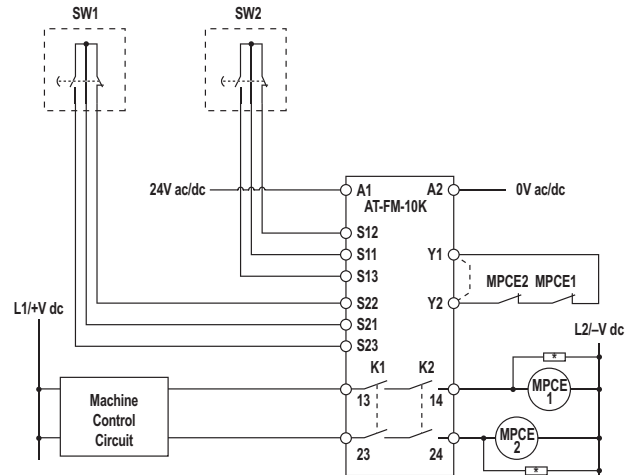 SW1
SW2
24V ac/dc
A1
A2
0V ac/dc
AT-FM-10K
S12
S11
Y1
S13
MPCE2 MPCE1
S22
Y2
L1/+V dc
S21
L2/–V dc
S23
K1
K2
*
13
14
MPCE
1
Machine
Control
Circuit
MPCE
2
23
24
*